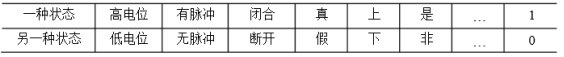 一种状态 高电位 有脉冲 闭合 真 上 是 … 1
另一种状态 低电位 无脉冲 断开 假 下 非 … 0